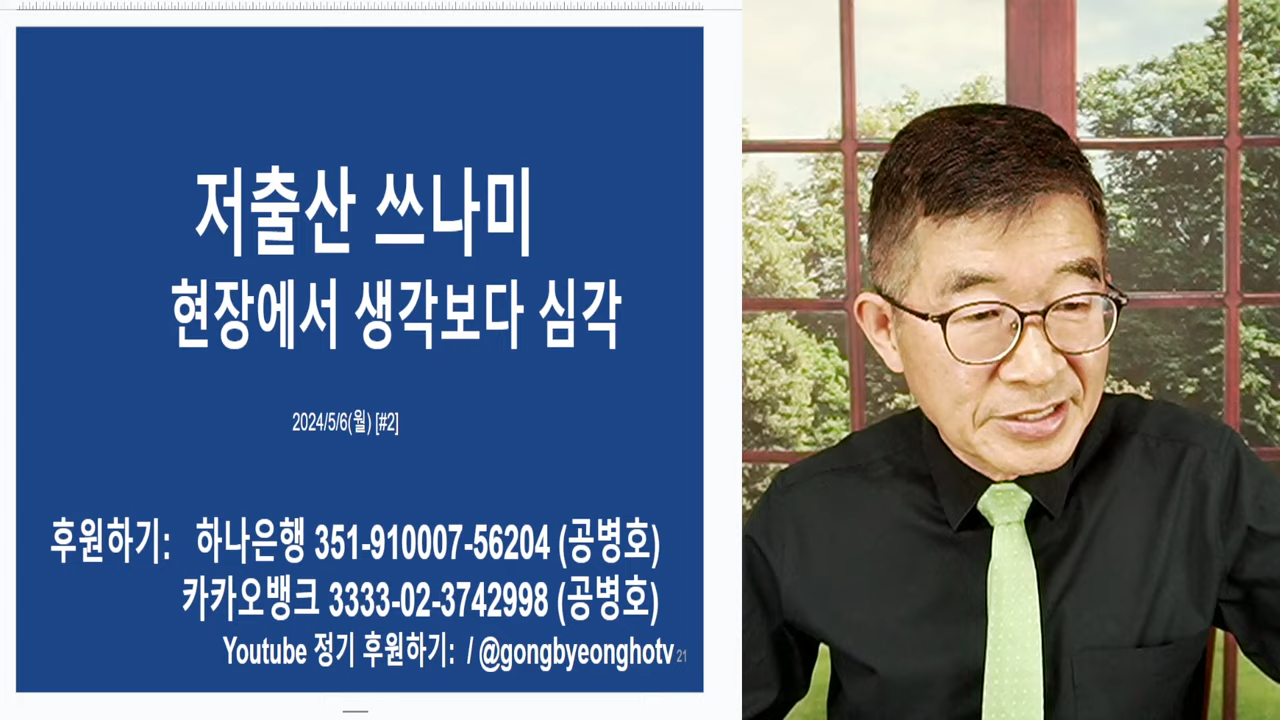 저출산 쓰나미
현장에서 생각보다 심각
2024/5/6(월) [#2]
후원하기: 하나은행 351-910007-56204 (공병호)
카카오뱅크 3333-02-3742998 (공병호)
Youtube 정기 후원하기: / @gongbyeonghotv
21